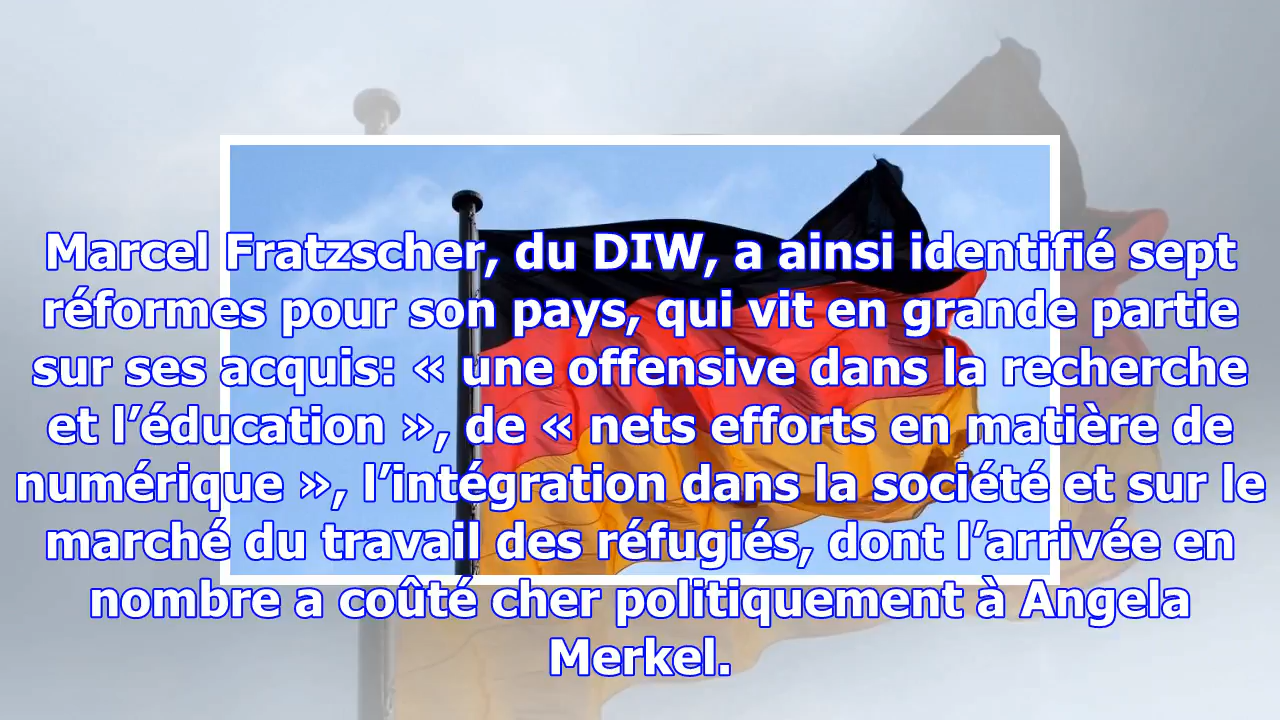 Marcel Fratzscher, du DIW, a ainsi identifié sept
réformes pour son pays, qui vit en grande partie
sur ses acquis: « une offensive dans la recherche
et l’éducation », de « nets efforts en matière de
numérique », l’intégration dans la société et sur le
marché du travail des réfugiés, dont l’arrivée en
nombre a coûté cher politiquement à Angela
Merkel.